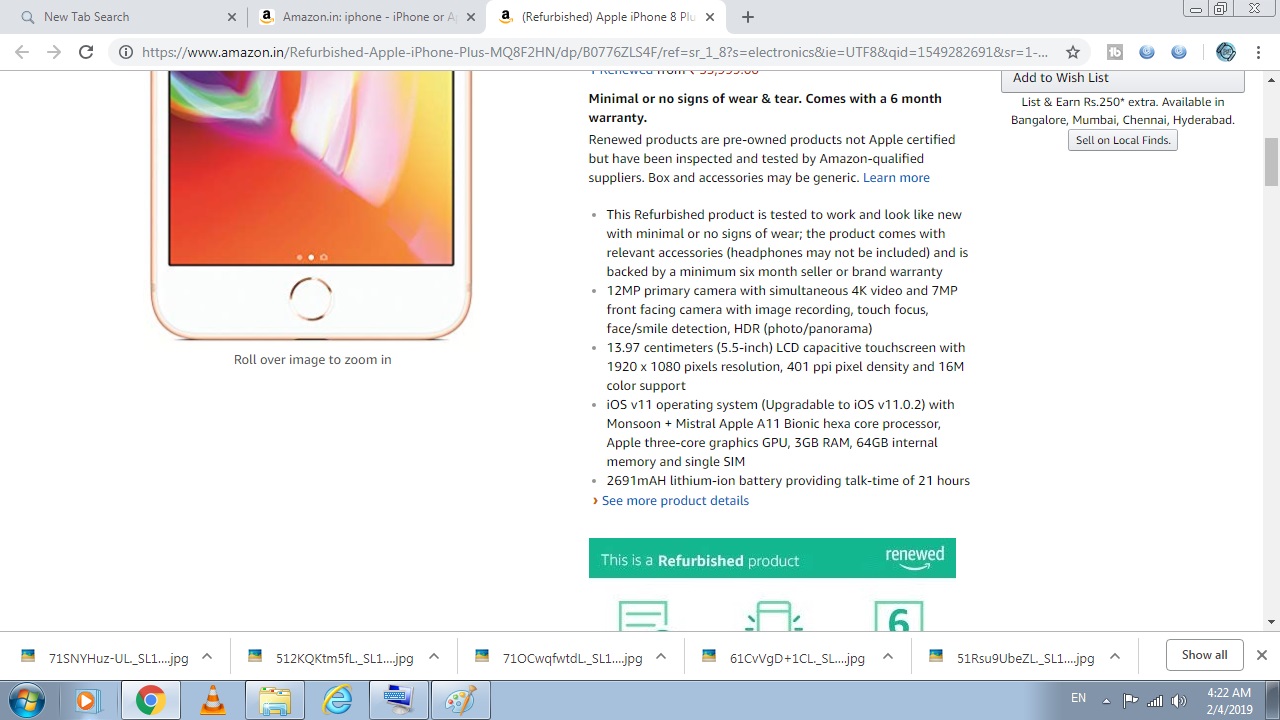 New Tab Search
Amazon.in: iphone - iPhone or Ap
(Refurbished) Apple iPhone 8 Plu
https://www.amazon.in/Refurbished-Apple-iPhone-Plus-MQ8F2HN/dp/B0776ZLS4F/ref=sr_1_8?s=electronics&ie=UTF8&qid=1549282691&sr=1-...
Add to Wish List
Minimal or no signs of wear & tear. Comes with a 6 month
warranty.
List & Earn Rs.250* extra. Available in
Bangalore, Mumbai, Chennai, Hyderabad.
Sell on Local Finds.
Renewed products are pre-owned products not Apple certified
but have been inspected and tested by Amazon-qualified
suppliers. Box and accessories may be generic. Learn more
This Refurbished product is tested to work and look like new
with minimal or no signs of wear; the product comes with
relevant accessories (headphones may not be included) and is
backed by a minimum six month seller or brand warranty
12MP primary camera with simultaneous 4K video and 7MP
front facing camera with image recording, touch focus,
face/smile detection, HDR (photo/panorama)
13.97 centimeters (5.5-inch) LCD capacitive touchscreen with
1920 x 1080 pixels resolution, 401 ppi pixel density and 16M
color support
iOS v11 operating system (Upgradable to iOS v11.0.2) with
Monsoon + Mistral Apple A11 Bionic hexa core processor,
Apple three-core graphics GPU, 3GB RAM, 64GB internal
memory and single SIM
2691mAH lithium-ion battery providing talk-time of 21 hours
› See more product details
Roll over image to zoom in
This is a Refurbished product
renewed
6
71SNYHuz-UL_SL1....jpg
512KQKtm5fL_SL1....jpg
71OCwqfwtdL_SL1....jpg
61CvVgD+1CL_SL....jpg
51Rsu9UbeZL_SL1....jpg
Show all
EN
4:22 AM
2/4/2019